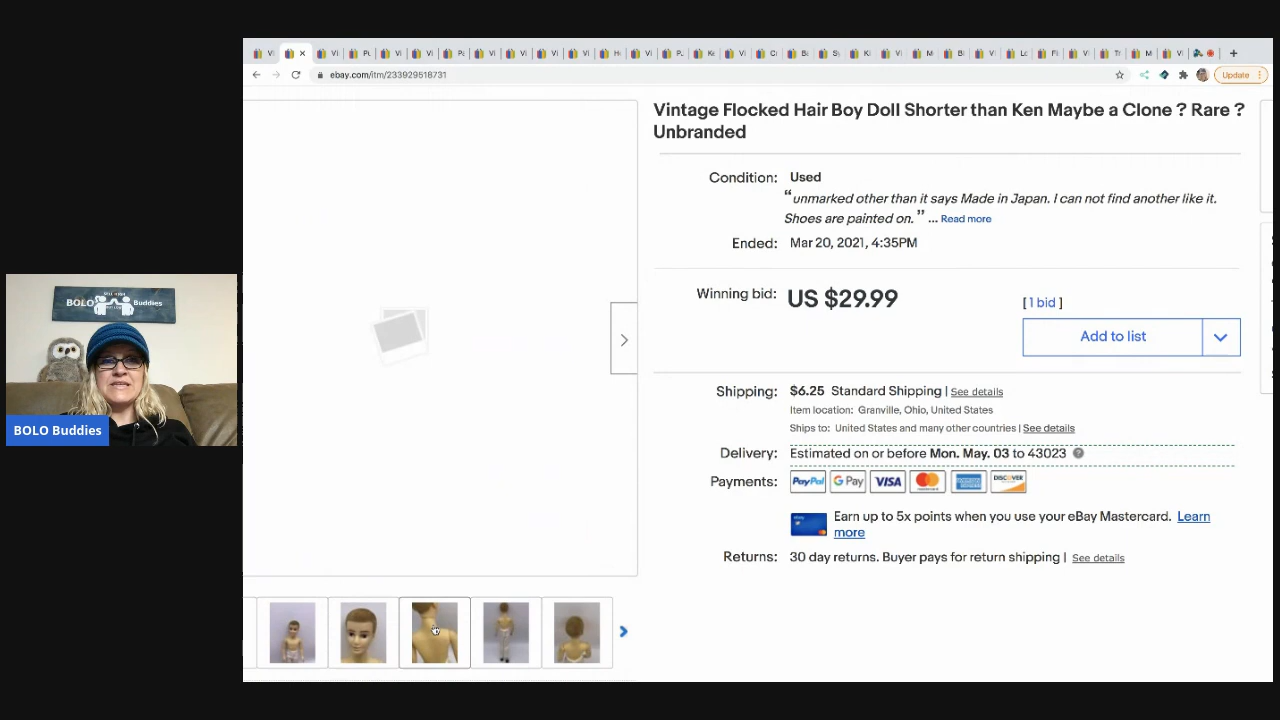 ebay.com/itm/233929518731
Update
Vintage Flocked Hair Boy Doll Shorter than Ken Maybe a Clone ? Rare ?
Unbranded
Condition: Used
“unmarked other than it says Made in Japan. I can not find another like it.
Shoes are painted on.” ... Read more
Ended: Mar 20, 2021, 4:35PM
Winning bid: US $29.99 [ 1 bid ]
Add to list
Shipping: $6.25 Standard Shipping | See details
Item location: Granville, Ohio, United States
Ships to: United States and many other countries | See details
Delivery: Estimated on or before Mon. May. 03 to 43023
Payments: PayPal G Pay VISA
DISCOVER
Earn up to 5x points when you use your eBay Mastercard. Learn
more
Returns: 30 day returns. Buyer pays for return shipping | See details
BOLO Buddies
BOLO Buddies